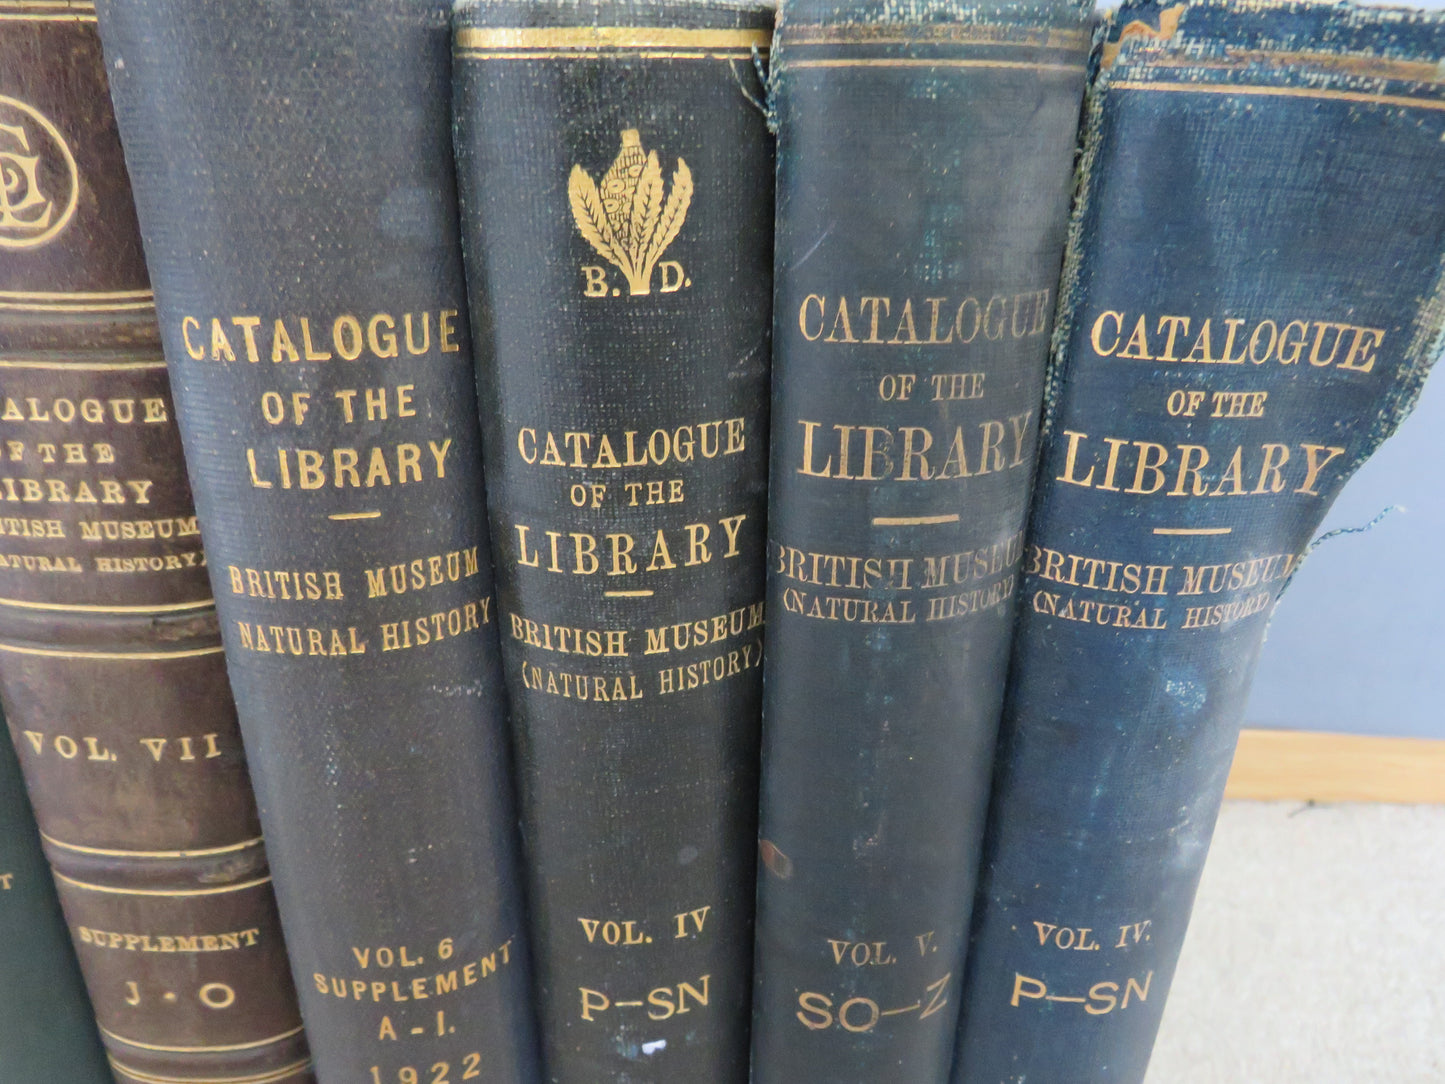 ALOGUE
OF THE
LIBRARY
TISH MUSEUM
ATURAL HISTORY)
VOL. VII
SUPPLEMENT
J - O
CATALOGUE
OF THE
LIBRARY
BRITISH MUSEUM
NATURAL HISTORY
VOL. 6
SUPPLEMENT
A - I.
1922
B. D.
CATALOGUE
OF THE
LIBRARY
BRITISH MUSEUM
(NATURAL HISTORY)
VOL. IV
P-SN
CATALOGUE
OF THE
LIBRARY
BRITISH MUSEUM
(NATURAL HISTORY)
VOL. V.
SO-Z
CATALOGUE
OF THE
LIBRARY
BRITISH MUSEUM
(NATURAL HISTORY)
VOL. IV.
P-SN